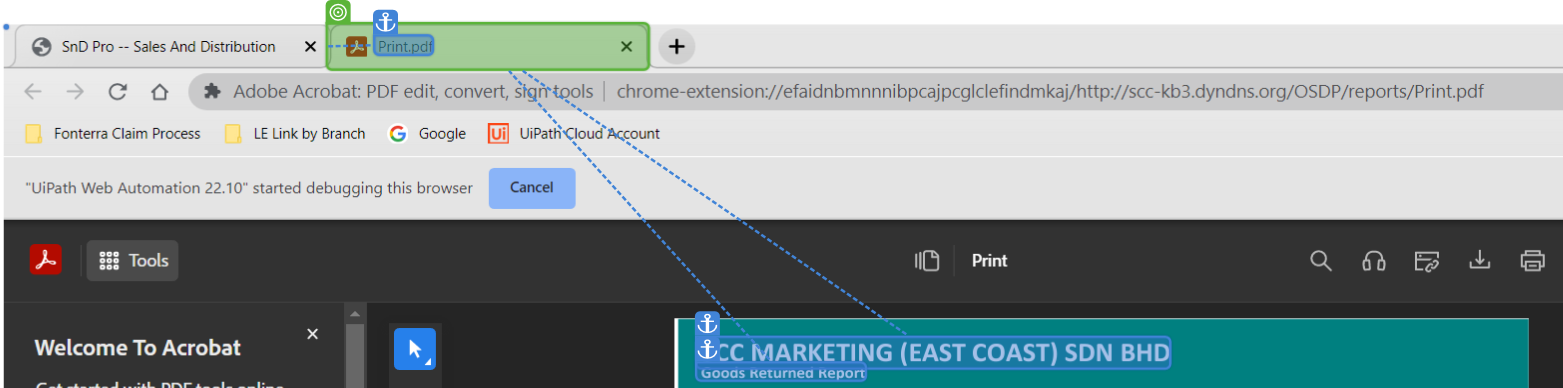 SnD Pro -- Sales And Distribution Print.pdf
Adobe Acrobat: PDF edit, convert, sign tools | chrome-extension://efaidnbmnnnibpcajpcglclefindmkaj/http://scc-kb3.dyndns.org/OSDP/reports/Print.pdf
Fonterra Claim Process LE Link by Branch Google Ui UiPath Cloud Account
"UiPath Web Automation 22.10" started debugging this browser Cancel
Tools Print
Welcome To Acrobat
CC MARKETING (EAST COAST) SDN BHD
Goods Returned Report
Get started with PDF tools online